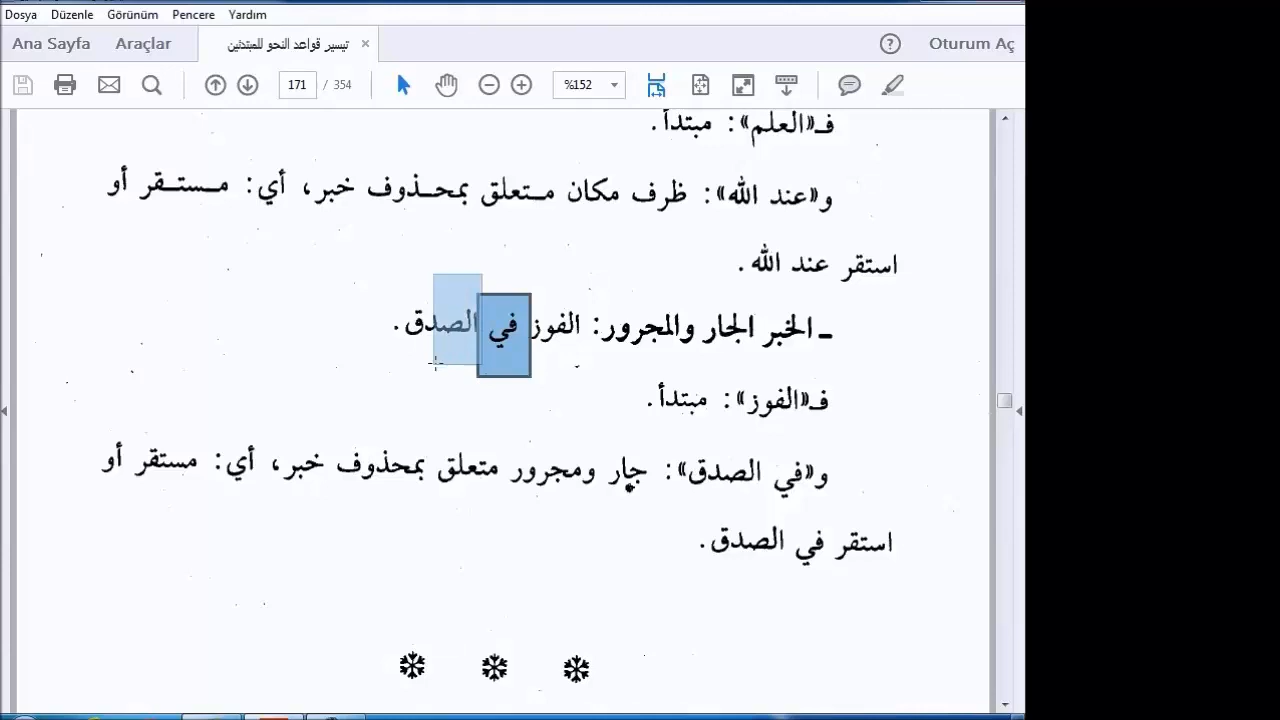 Dosya Düzenle Görünüm Pencere Yardım
Ana Sayfa Araçlar تيسير قواعد النحو للمبتدئين × Oturum Aç
171 / 354 %152
فـ«العلم»: مبتدأ.
و«عند الله»: ظرف مكان متعلق بمحذوف خبر، أي: مستقر أو
استقر عند الله.
ـ الخبر الجار والمجرور: الفوز في الصدق.
فـ«الفوز»: مبتدأ.
و«في الصدق»: جار ومجرور متعلق بمحذوف خبر، أي: مستقر أو
استقر في الصدق.